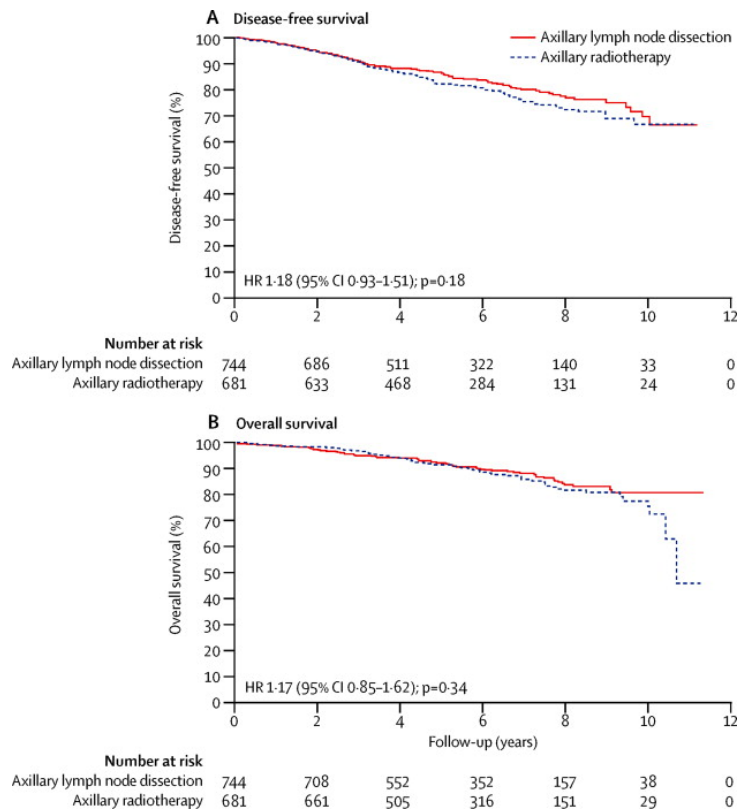 A Disease-free survival
Axillary lymph node dissection
Axillary radiotherapy
100
90
80
70
60
50
40
30
20
10
0
Disease-free survival (%)
HR 1·18 (95% CI 0·93–1·51); p=0·18
0 2 4 6 8 10 12
Number at risk
Axillary lymph node dissection 744 686 511 322 140 33 0
Axillary radiotherapy 681 633 468 284 131 24 0
B Overall survival
100
90
80
70
60
50
40
30
20
10
0
Overall survival (%)
HR 1·17 (95% CI 0·85–1·62); p=0·34
0 2 4 6 8 10 12
Follow-up (years)
Number at risk
Axillary lymph node dissection 744 708 552 352 157 38 0
Axillary radiotherapy 681 661 505 316 151 29 0